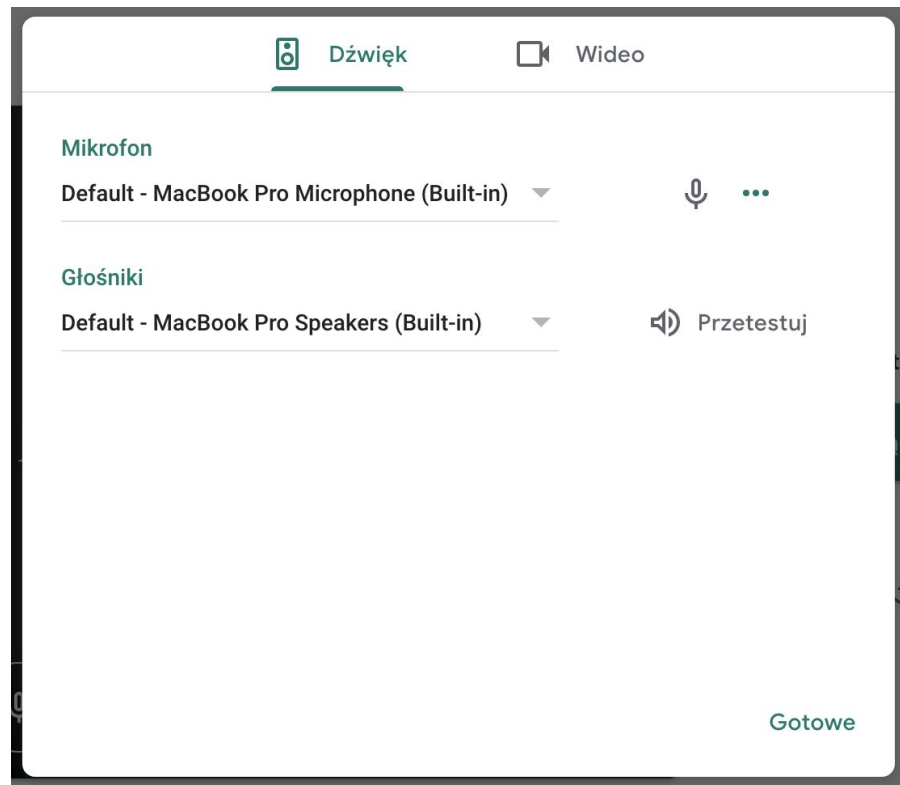 Dźwięk
Wideo
Mikrofon
Default - MacBook Pro Microphone (Built-in)
Głośniki
Default - MacBook Pro Speakers (Built-in)
Przetestuj
Gotowe